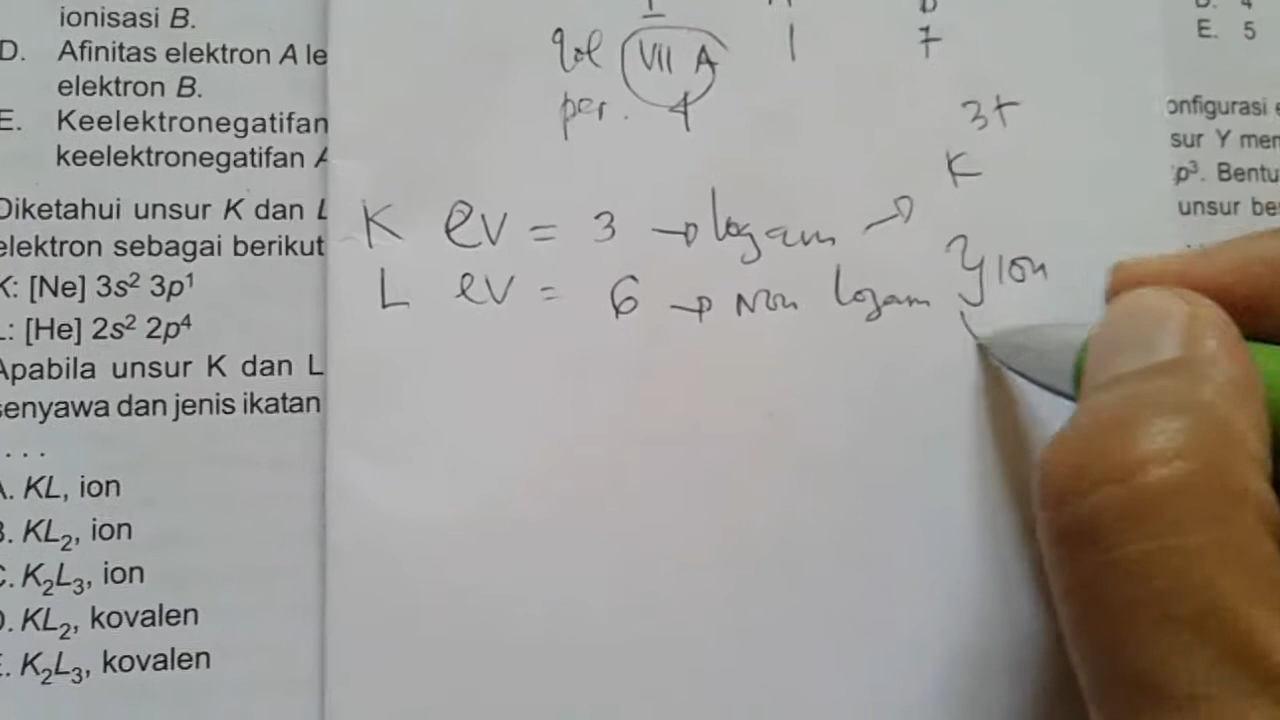 ionisasi B.
D. Afinitas elektron A le
elektron B.
E. Keelektronegatifan
keelektronegatifan A
Diketahui unsur K dan L
elektron sebagai berikut
K: [Ne] 3s² 3p¹
L: [He] 2s² 2p⁴
Apabila unsur K dan L
senyawa dan jenis ikatan
. . .
A. KL, ion
B. KL₂, ion
C. K₂L₃, ion
D. KL₂, kovalen
E. K₂L₃, kovalen
gol VII A 1 7
per. 4
3+
K
K ev = 3 → logam →
L ev = 6 → Non logam } ion
D. 4
E. 5
onfigurasi e
sur Y mem
p³. Bentu
unsur be